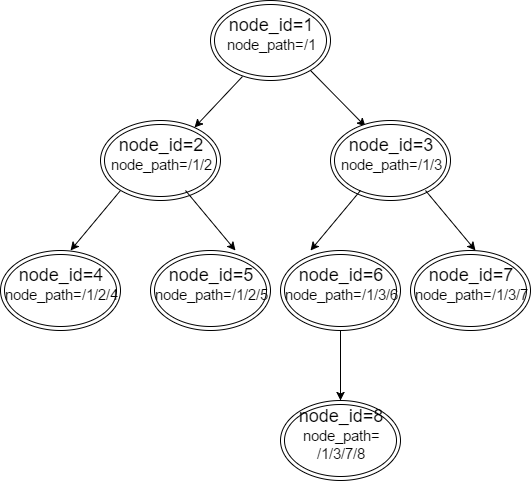 node_id=1
node_path=/1
node_id=2
node_path=/1/2
node_id=3
node_path=/1/3
node_id=4
node_path=/1/2/4
node_id=5
node_path=/1/2/5
node_id=6
node_path=/1/3/6
node_id=7
node_path=/1/3/7
node_id=8
node_path=
/1/3/7/8